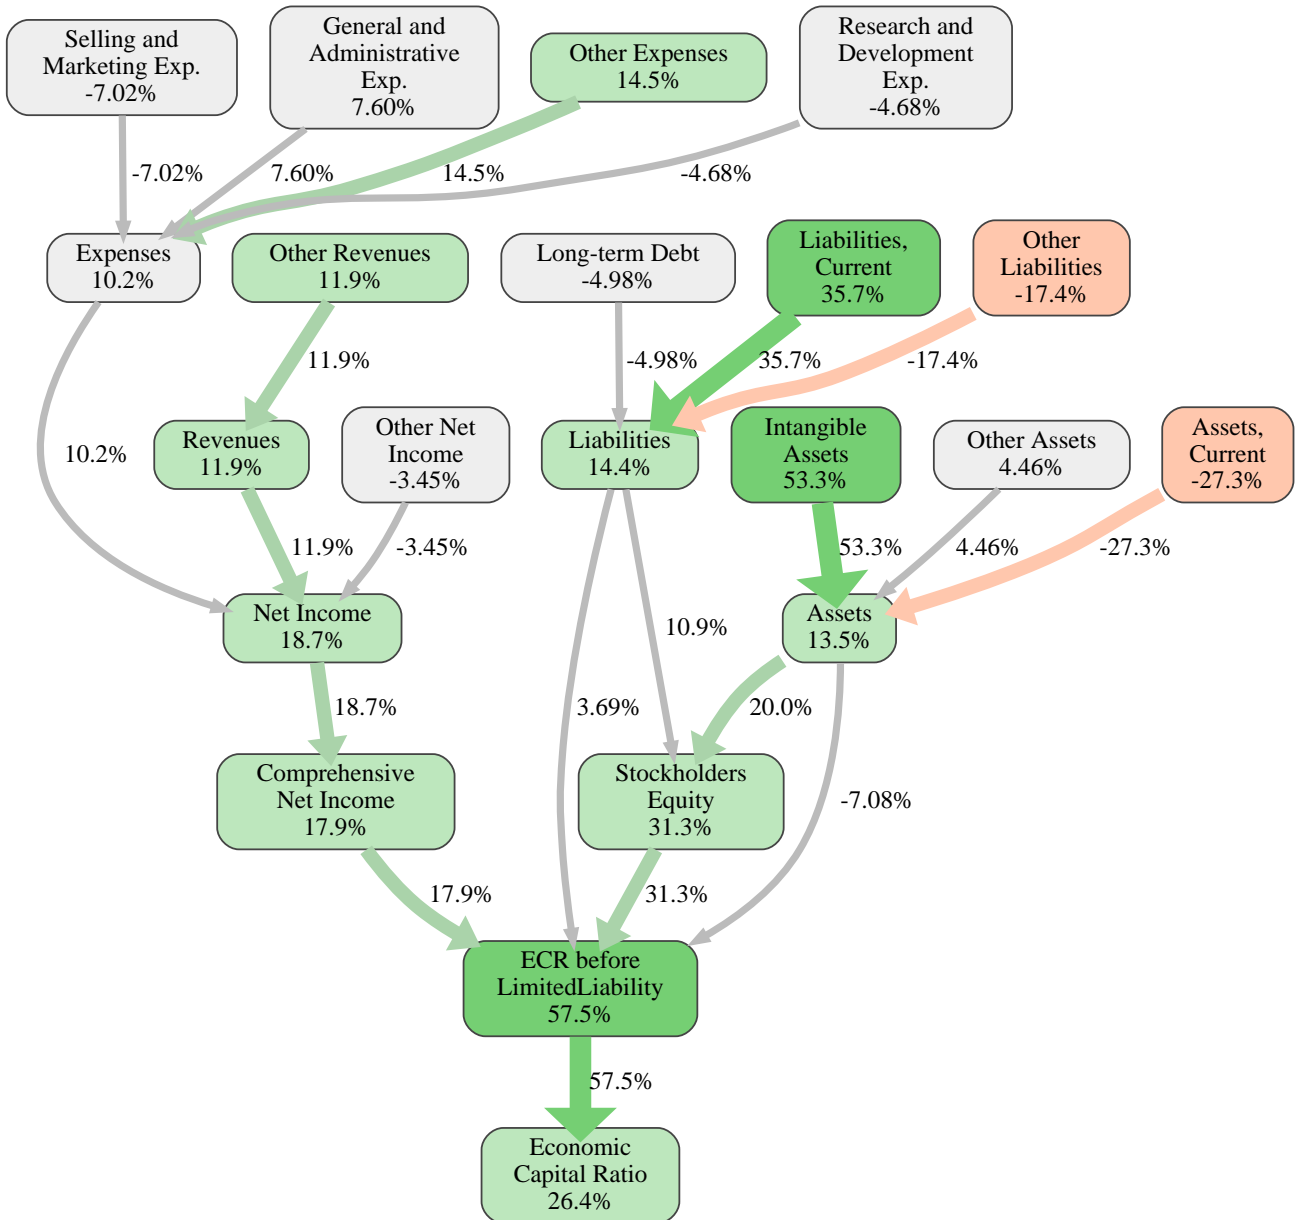 Selling and
Marketing Exp.
-7.02%
General and
Administrative
Exp.
7.60%
Other Expenses
14.5%
Research and
Development
Exp.
-4.68%
-7.02%
7.60%
14.5%
-4.68%
Expenses
10.2%
Other Revenues
11.9%
Long-term Debt
-4.98%
Liabilities,
Current
35.7%
Other
Liabilities
-17.4%
11.9%
-4.98%
35.7%
-17.4%
10.2%
Revenues
11.9%
Other Net
Income
-3.45%
Liabilities
14.4%
Intangible
Assets
53.3%
Other Assets
4.46%
Assets,
Current
-27.3%
11.9%
-3.45%
53.3%
4.46%
-27.3%
Net Income
18.7%
10.9%
Assets
13.5%
18.7%
3.69%
20.0%
Comprehensive
Net Income
17.9%
Stockholders
Equity
31.3%
-7.08%
17.9%
31.3%
ECR before
LimitedLiability
57.5%
57.5%
Economic
Capital Ratio
26.4%